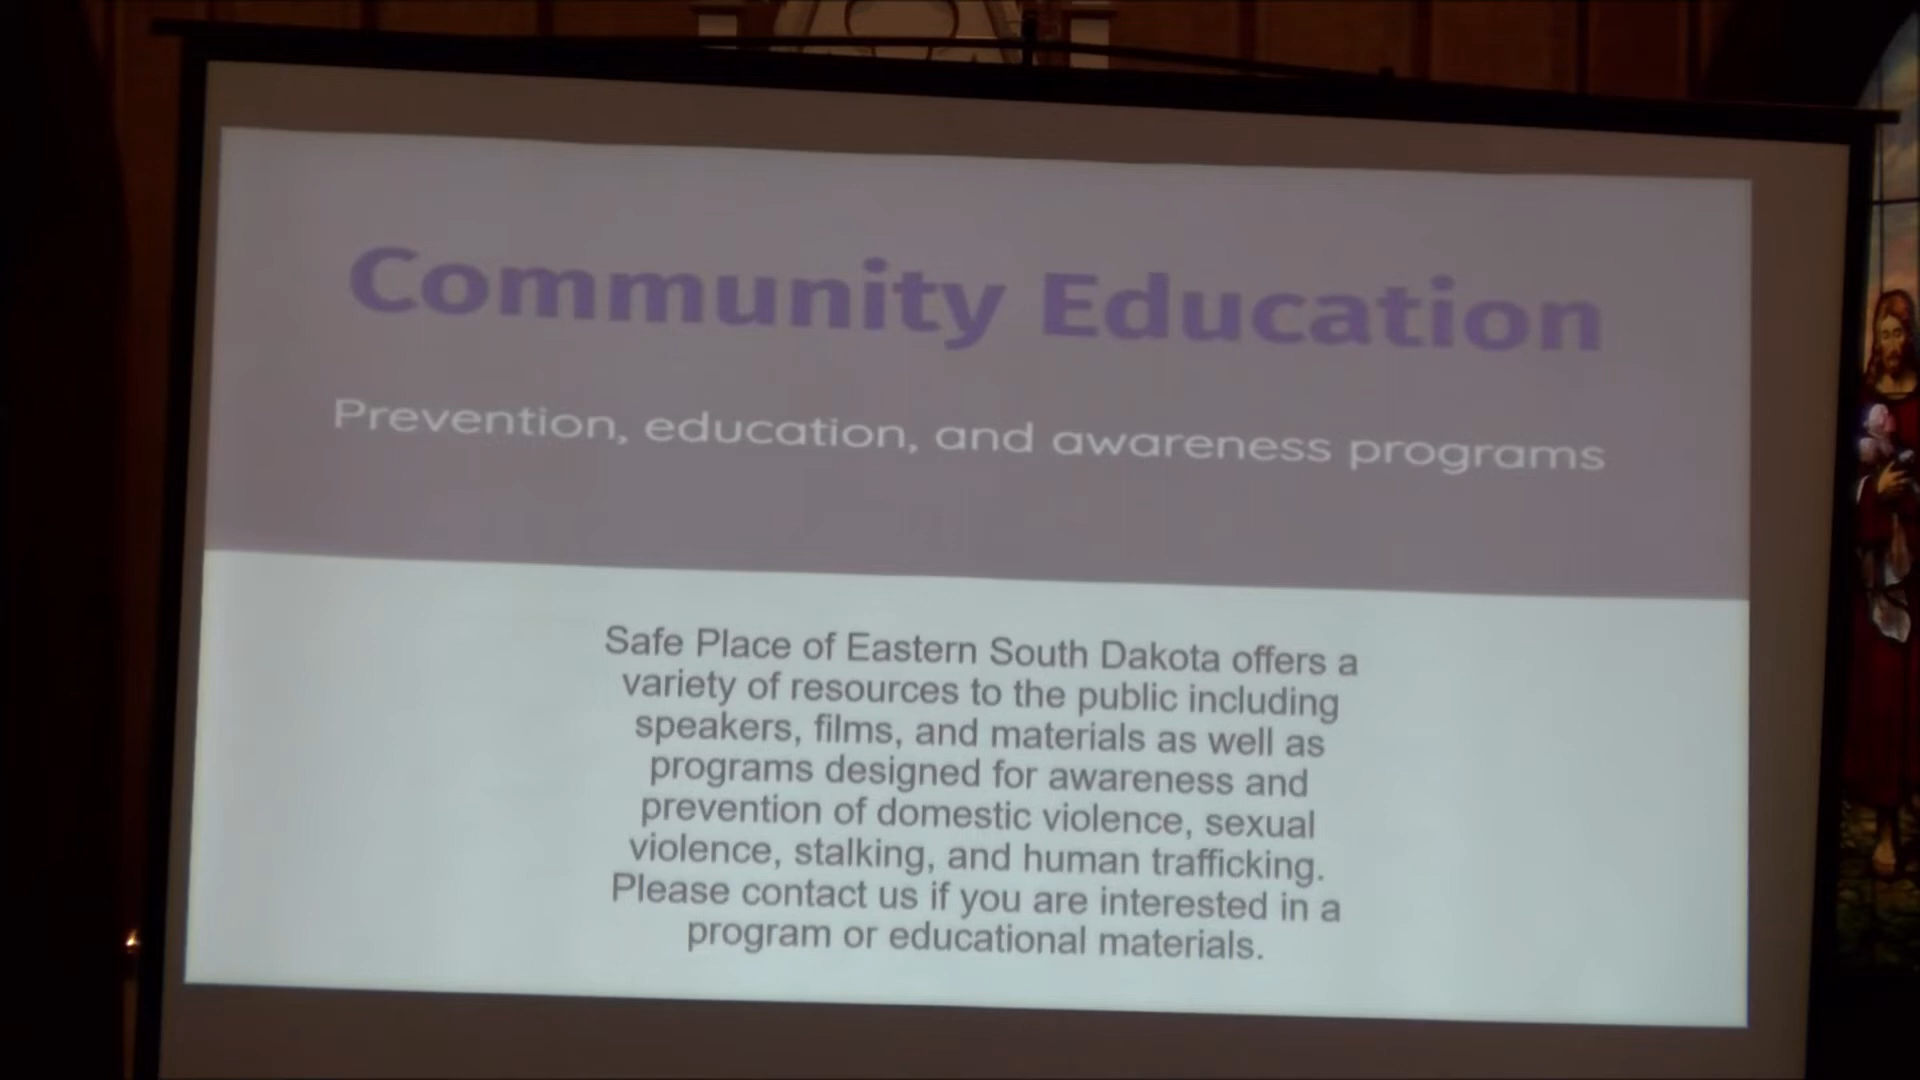 Community Education
Prevention, education, and awareness programs
Safe Place of Eastern South Dakota offers a
variety of resources to the public including
speakers, films, and materials as well as
programs designed for awareness and
prevention of domestic violence, sexual
violence, stalking, and human trafficking.
Please contact us if you are interested in a
program or educational materials.